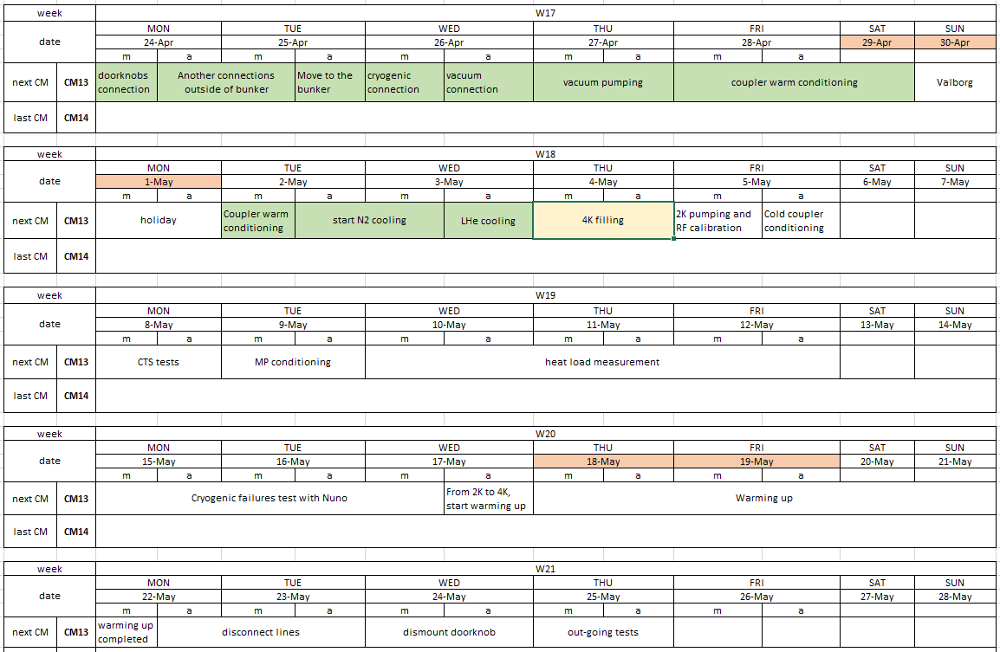 week W17
date MON TUE WED THU FRI SAT SUN
24-Apr 25-Apr 26-Apr 27-Apr 28-Apr 29-Apr 30-Apr
m a m a m a m a m a
next CM CM13 doorknobs connection Another connections outside of bunker Move to the bunker cryogenic connection vacuum connection vacuum pumping coupler warm conditioning Valborg
last CM CM14
week W18
date MON TUE WED THU FRI SAT SUN
1-May 2-May 3-May 4-May 5-May 6-May 7-May
m a m a m a m a m a
next CM CM13 holiday Coupler warm conditioning start N2 cooling LHe cooling 4K filling 2K pumping and RF calibration Cold coupler conditioning
last CM CM14
week W19
date MON TUE WED THU FRI SAT SUN
8-May 9-May 10-May 11-May 12-May 13-May 14-May
m a m a m a m a m a
next CM CM13 CTS tests MP conditioning heat load measurement
last CM CM14
week W20
date MON TUE WED THU FRI SAT SUN
15-May 16-May 17-May 18-May 19-May 20-May 21-May
m a m a m a m a m a
next CM CM13 Cryogenic failures test with Nuno From 2K to 4K, start warming up Warming up
last CM CM14
week W21
date MON TUE WED THU FRI SAT SUN
22-May 23-May 24-May 25-May 26-May 27-May 28-May
m a m a m a m a m a
next CM CM13 warming up completed disconnect lines dismount doorknob out-going tests